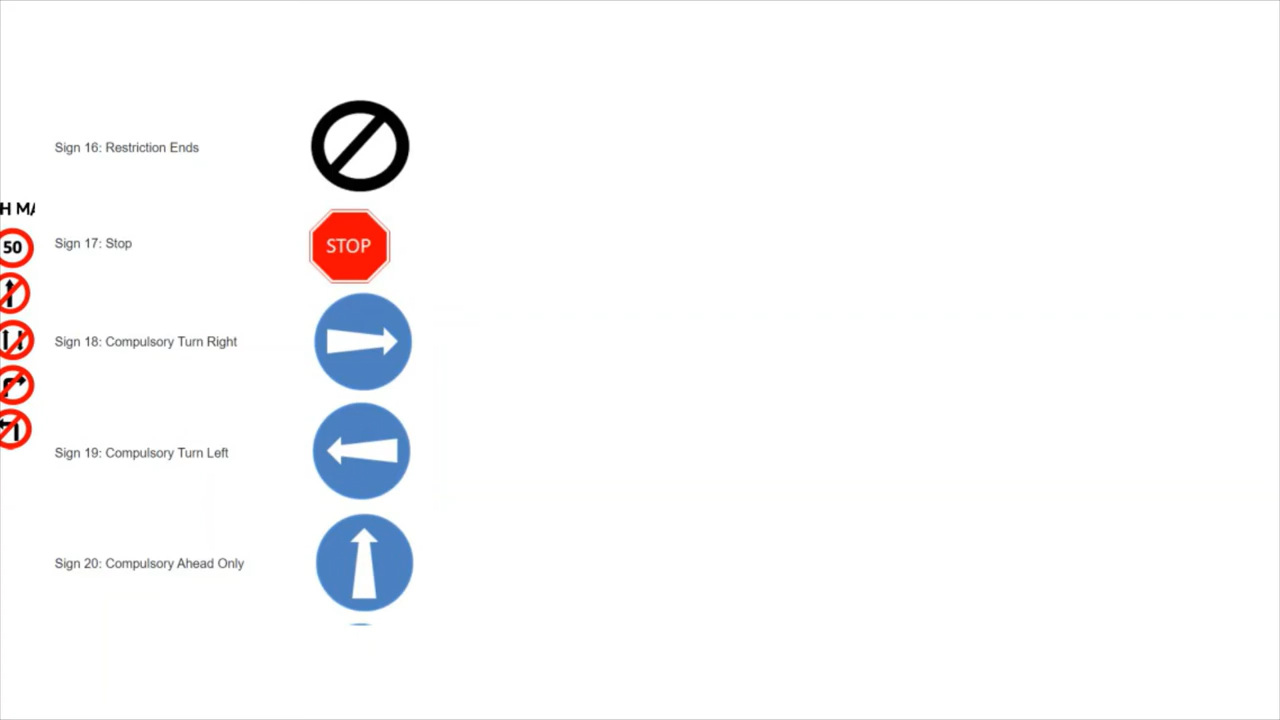 Sign 16: Restriction Ends
H MA
50
Sign 17: Stop
STOP
Sign 18: Compulsory Turn Right
Sign 19: Compulsory Turn Left
Sign 20: Compulsory Ahead Only